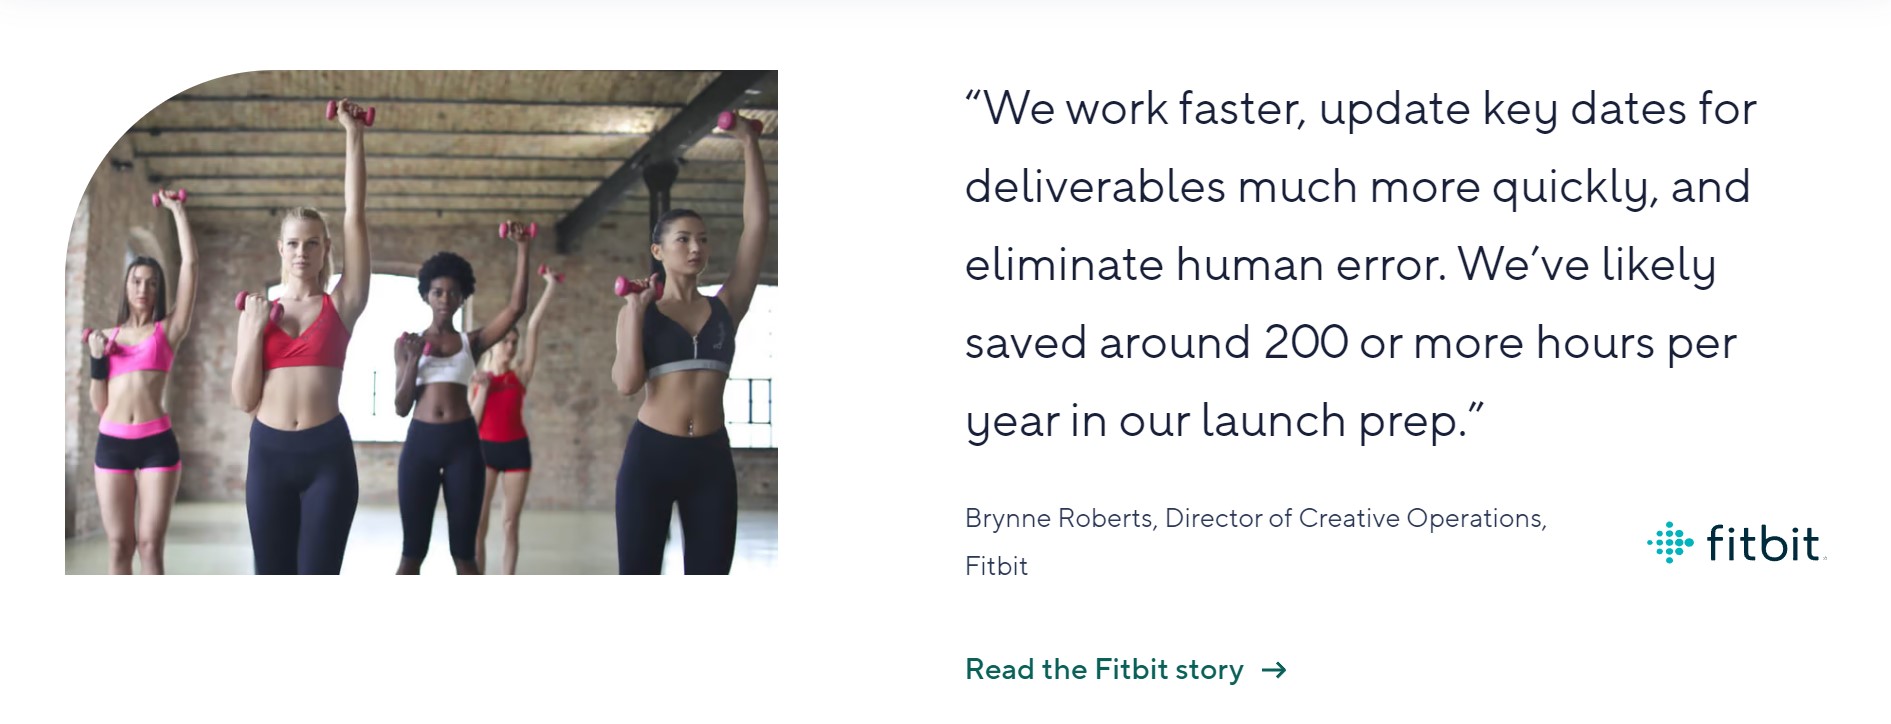 “We work faster, update key dates for
deliverables much more quickly, and
eliminate human error. We’ve likely
saved around 200 or more hours per
year in our launch prep.”
Brynne Roberts, Director of Creative Operations,
Fitbit
fitbit
Read the Fitbit story →